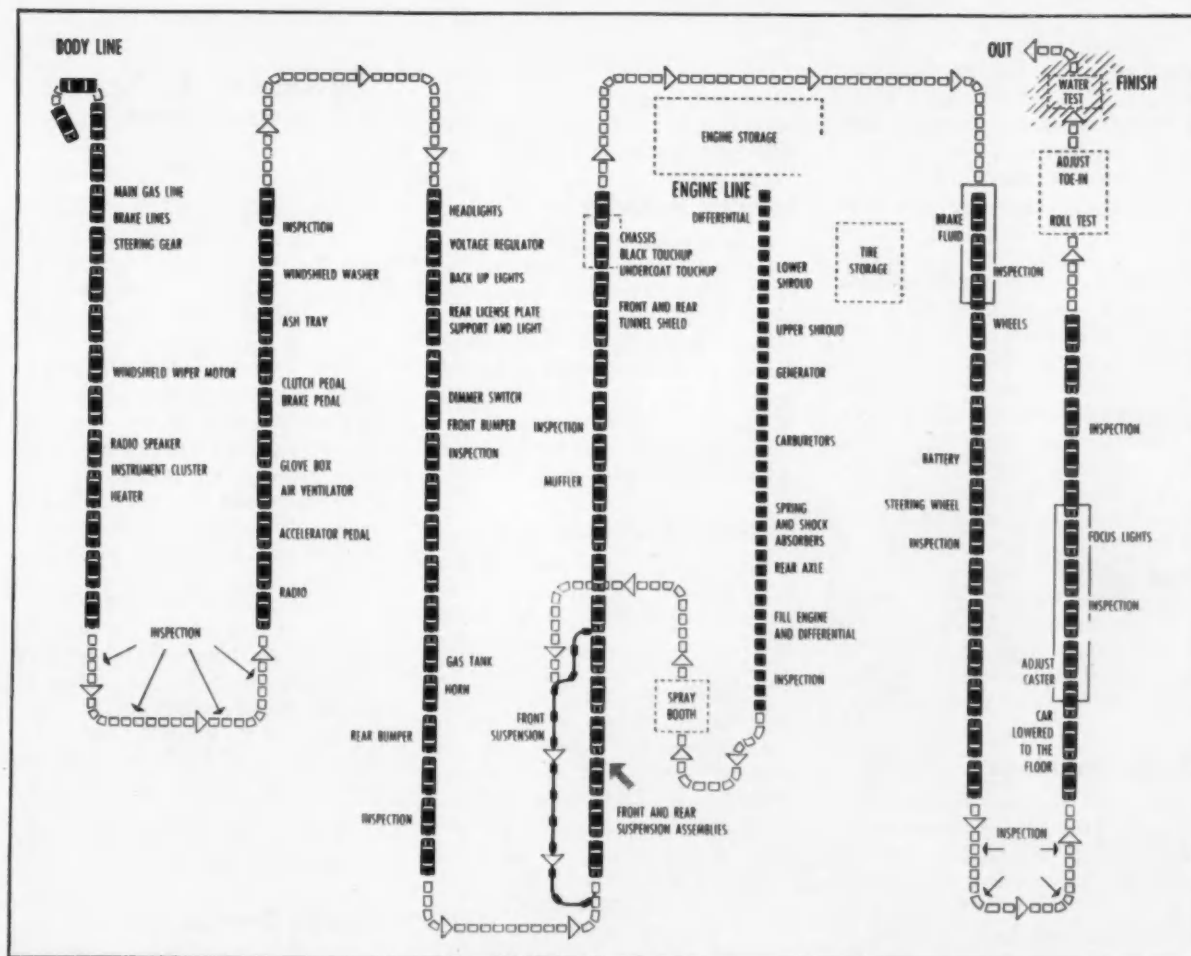 BODY LINE
MAIN GAS LINE
BRAKE LINES
STEERING GEAR
WINDSHIELD WIPER MOTOR
RADIO SPEAKER
INSTRUMENT CLUSTER
HEATER
INSPECTION
INSPECTION
WINDSHIELD WASHER
ASH TRAY
CLUTCH PEDAL
BRAKE PEDAL
GLOVE BOX
AIR VENTILATOR
ACCELERATOR PEDAL
RADIO
HEADLIGHTS
VOLTAGE REGULATOR
BACK UP LIGHTS
REAR LICENSE PLATE
SUPPORT AND LIGHT
DIMMER SWITCH
FRONT BUMPER
INSPECTION
GAS TANK
HORN
REAR BUMPER
INSPECTION
CHASSIS
BLACK TOUCHUP
UNDERCOAT TOUCHUP
FRONT AND REAR
TUNNEL SHIELD
INSPECTION
MUFFLER
FRONT
SUSPENSION
FRONT AND REAR
SUSPENSION ASSEMBLIES
ENGINE STORAGE
ENGINE LINE
DIFFERENTIAL
LOWER
SHROUD
UPPER SHROUD
GENERATOR
CARBURETORS
SPRING
AND SHOCK
ABSORBERS
REAR AXLE
FILL ENGINE
AND DIFFERENTIAL
INSPECTION
SPRAY
BOOTH
TIRE
STORAGE
BRAKE
FLUID
INSPECTION
WHEELS
BATTERY
STEERING WHEEL
INSPECTION
INSPECTION
CAR
LOWERED
TO THE
FLOOR
ADJUST
CASTER
INSPECTION
FOCUS LIGHTS
INSPECTION
ROLL TEST
ADJUST
TOE-IN
WATER
TEST
FINISH
OUT